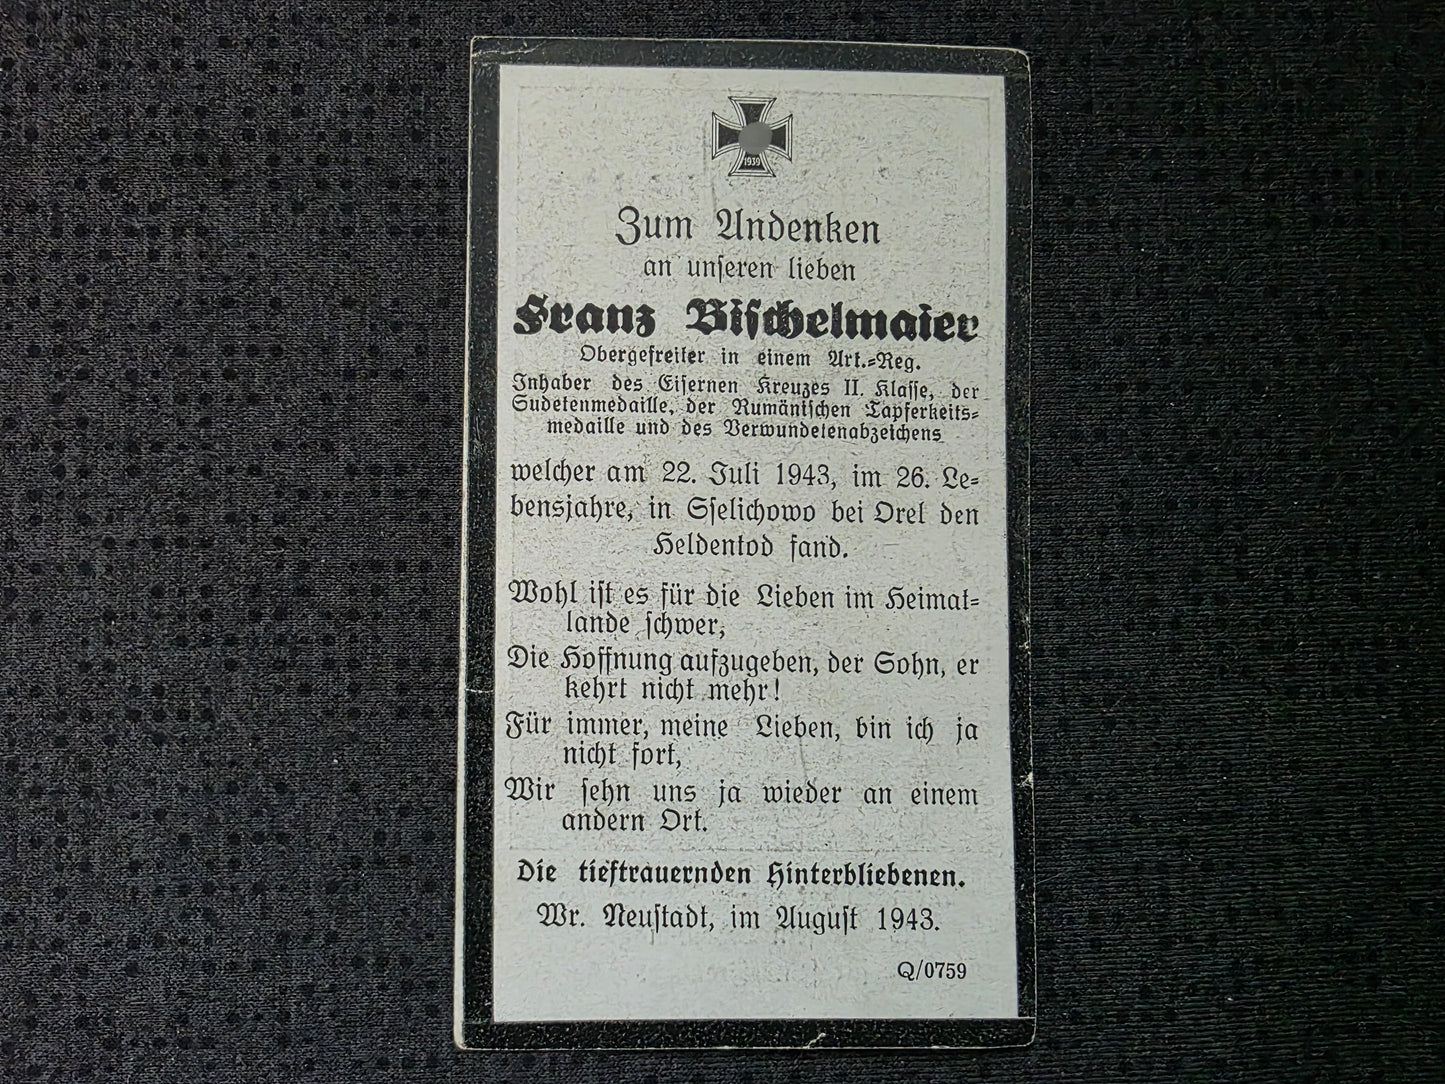 1939
Zum Andenken
an unseren lieben
Franz Bischelmaier
Obergefreiter in einem Art.-Reg.
Inhaber des Eisernen Kreuzes II. Klasse, der
Sudetenmedaille, der Rumänischen Tapferkeits-
medaille und des Verwundetenabzeichens
welcher am 22. Juli 1943, im 26. Le-
bensjahre, in Sselichowo bei Orel den
Heldentod fand.
Wohl ist es für die Lieben im Heimat-
lande schwer,
Die Hoffnung aufzugeben, der Sohn, er
kehrt nicht mehr!
Für immer, meine Lieben, bin ich ja
nicht fort,
Wir sehn uns ja wieder an einem
andern Ort.
Die tieftrauernden Hinterbliebenen.
Wr. Neustadt, im August 1943.
Q/0759